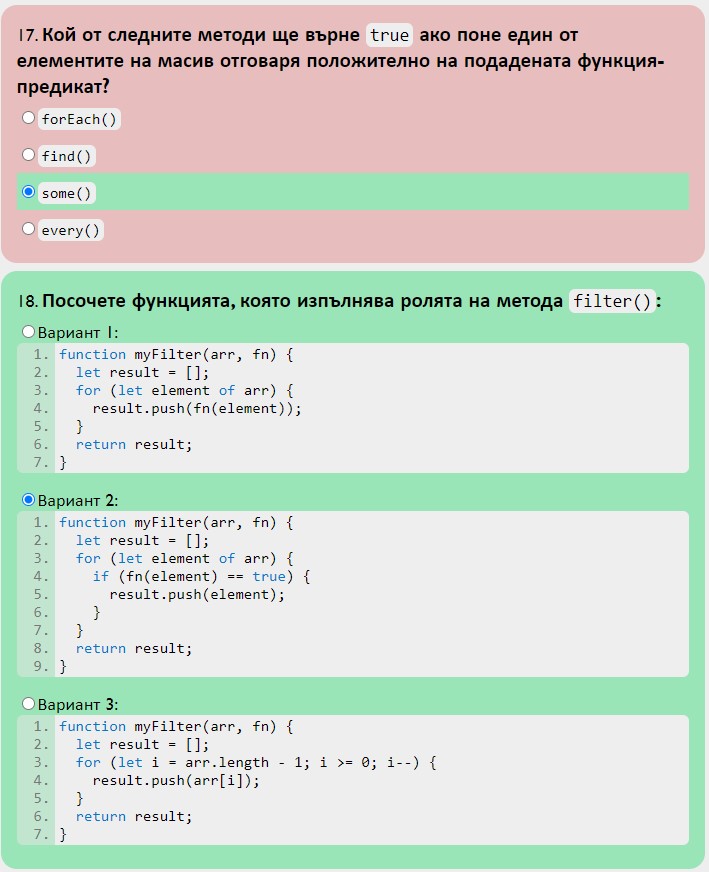 17. Кой от следните методи ще върне true ако поне един от
елементите на масив отговаря положително на подадената функция-
предикат?
forEach()
find()
some()
every()
18. Посочете функцията, която изпълнява ролята на метода filter():
Вариант 1:
1. function myFilter(arr, fn) {
2.   let result = [];
3.   for (let element of arr) {
4.     result.push(fn(element));
5.   }
6.   return result;
7. }
Вариант 2:
1. function myFilter(arr, fn) {
2.   let result = [];
3.   for (let element of arr) {
4.     if (fn(element) == true) {
5.       result.push(element);
6.     }
7.   }
8.   return result;
9. }
Вариант 3:
1. function myFilter(arr, fn) {
2.   let result = [];
3.   for (let i = arr.length - 1; i >= 0; i--) {
4.     result.push(arr[i]);
5.   }
6.   return result;
7. }